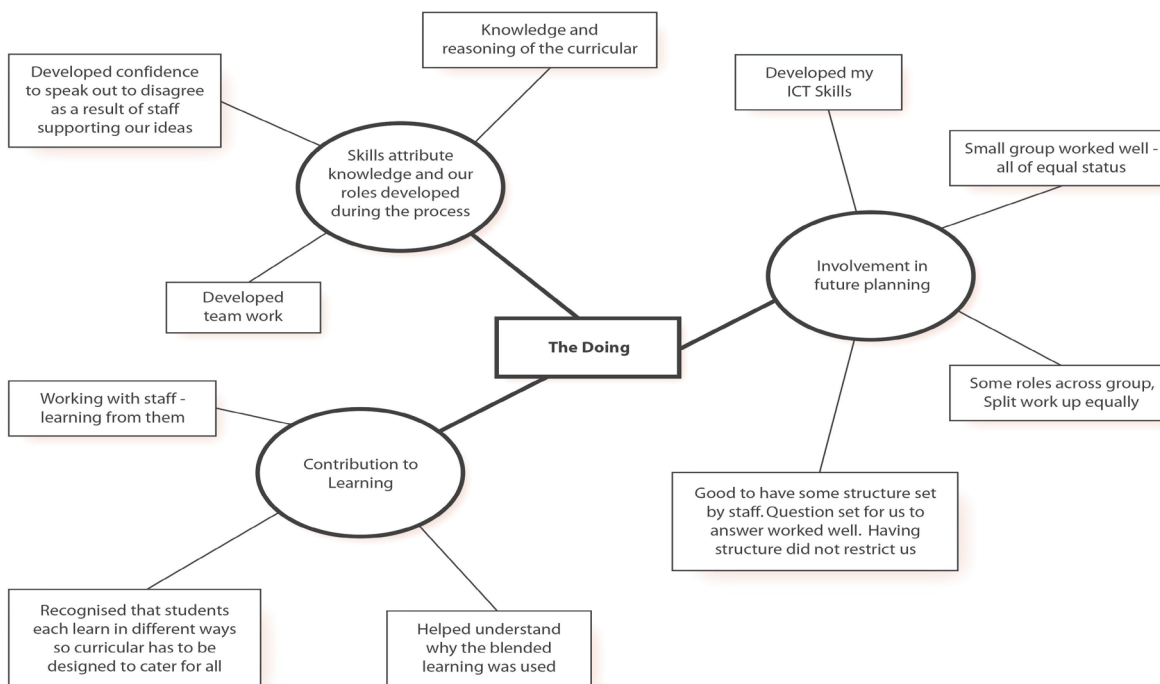 Knowledge and
reasoning of the curricular
Developed confidence
to speak out to disagree
as a result of staff
supporting our ideas
Skills attribute
knowledge and our
roles developed
during the process
Developed
team work
Developed my
ICT Skills
Small group worked well -
all of equal status
Involvement in
future planning
The Doing
Some roles across group,
Split work up equally
Good to have some structure set
by staff. Question set for us to
answer worked well. Having
structure did not restrict us
Working with staff -
learning from them
Contribution to
Learning
Recognised that students
each learn in different ways
so curricular has to be
designed to cater for all
Helped understand
why the blended
learning was used